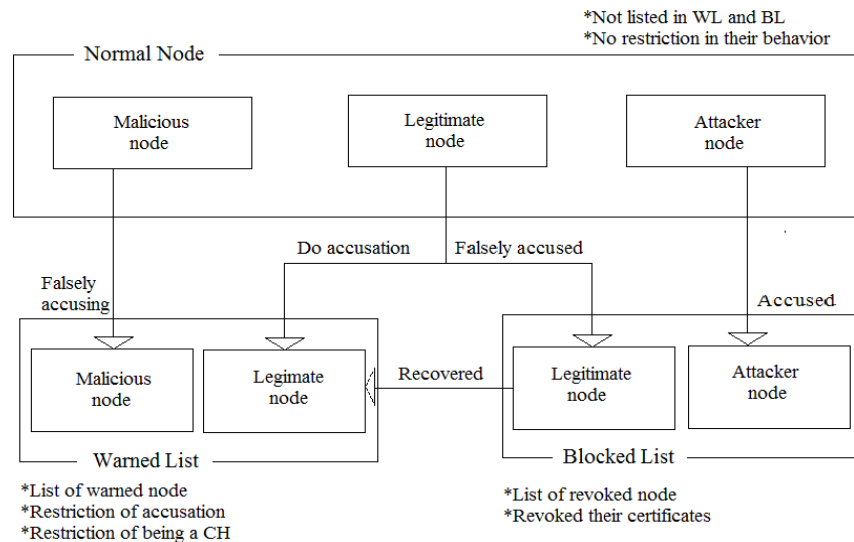 *Not listed in WL and BL
*No restriction in their behavior
Normal Node
Malicious
node
Legitimate
node
Attacker
node
Do accusation
Falsely accused
Falsely
accusing
Accused
Malicious
node
Legimate
node
Recovered
Legitimate
node
Attacker
node
Warned List
Blocked List
*List of warned node
*Restriction of accusation
*Restriction of being a CH
*List of revoked node
*Revoked their certificates